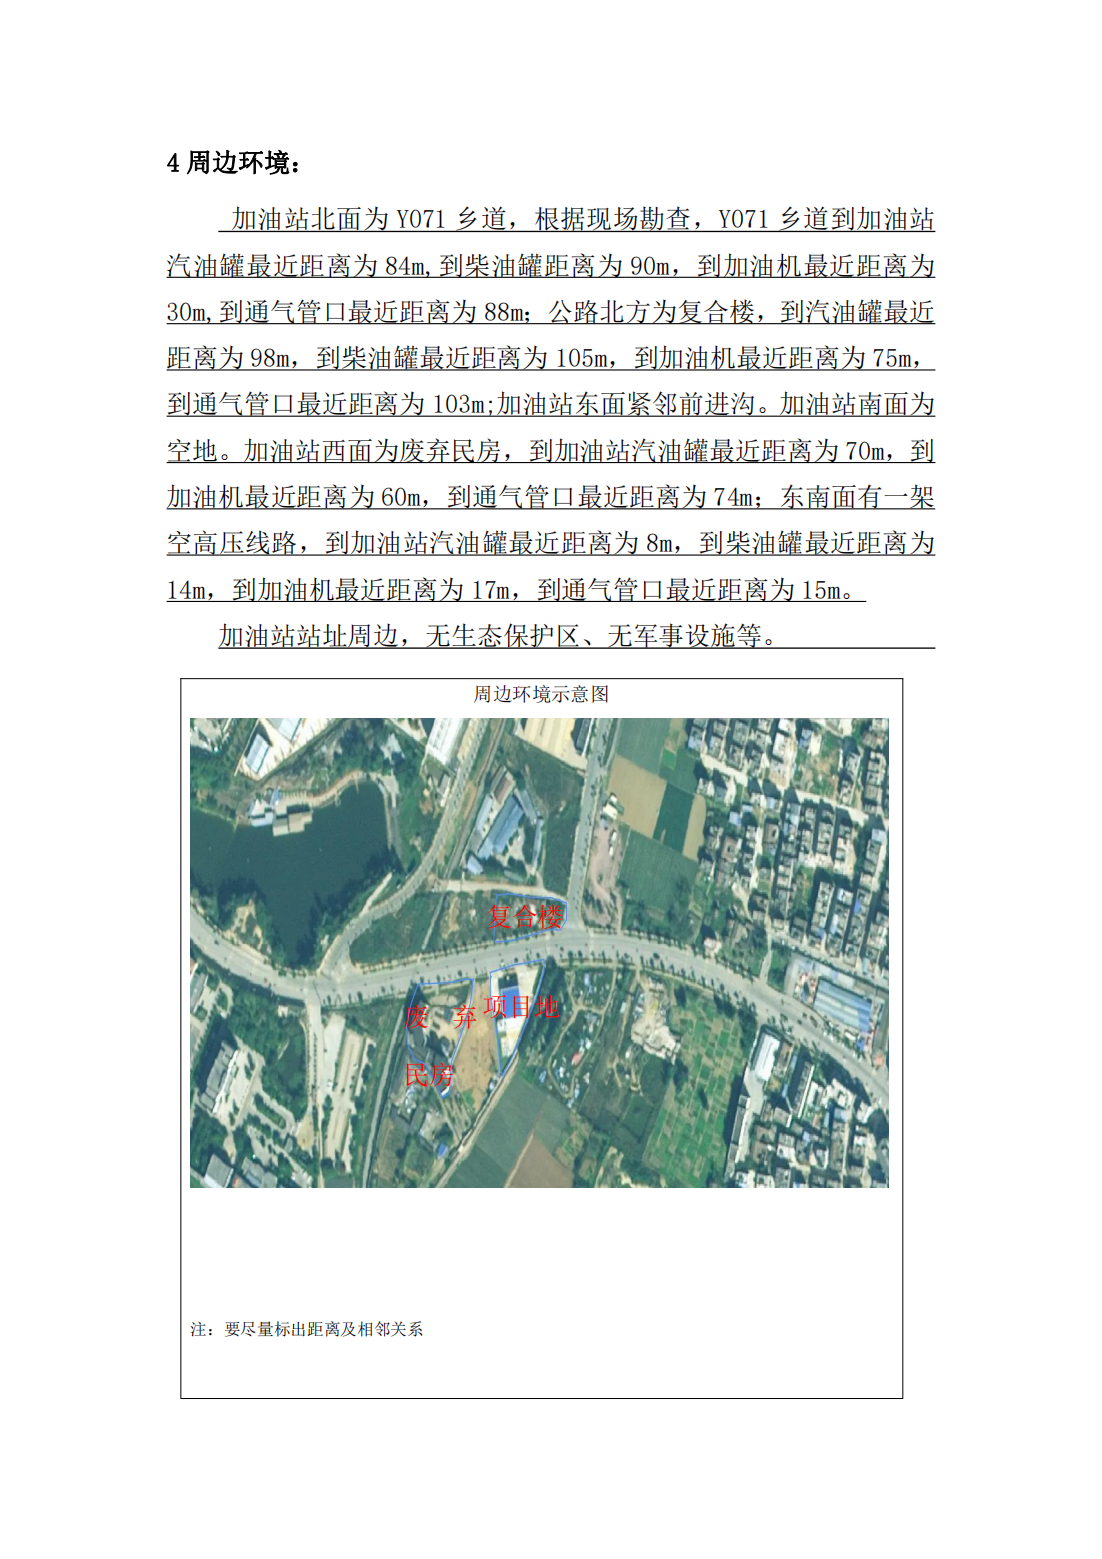 4 周边环境：
加油站北面为 Y071 乡道，根据现场勘查，Y071 乡道到加油站
汽油罐最近距离为 84m,到柴油罐距离为 90m，到加油机最近距离为
30m,到通气管口最近距离为 88m；公路北方为复合楼，到汽油罐最近
距离为 98m，到柴油罐最近距离为 105m，到加油机最近距离为 75m，
到通气管口最近距离为 103m;加油站东面紧邻前进沟。加油站南面为
空地。加油站西面为废弃民房，到加油站汽油罐最近距离为 70m，到
加油机最近距离为 60m，到通气管口最近距离为 74m；东南面有一架
空高压线路，到加油站汽油罐最近距离为 8m，到柴油罐最近距离为
14m，到加油机最近距离为 17m，到通气管口最近距离为 15m。
加油站站址周边，无生态保护区、无军事设施等。
周边环境示意图
复合楼
项目地
废 弃
民房
注：要尽量标出距离及相邻关系